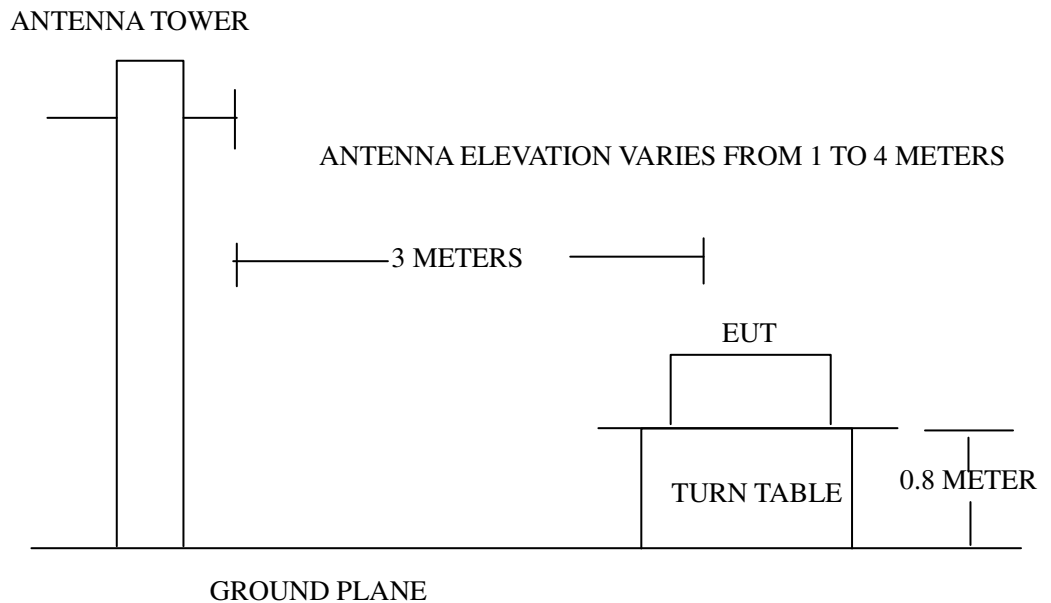 ANTENNA TOWER
ANTENNA ELEVATION VARIES FROM 1 TO 4 METERS
3 METERS
EUT
0.8 METER
TURN TABLE
GROUND PLANE